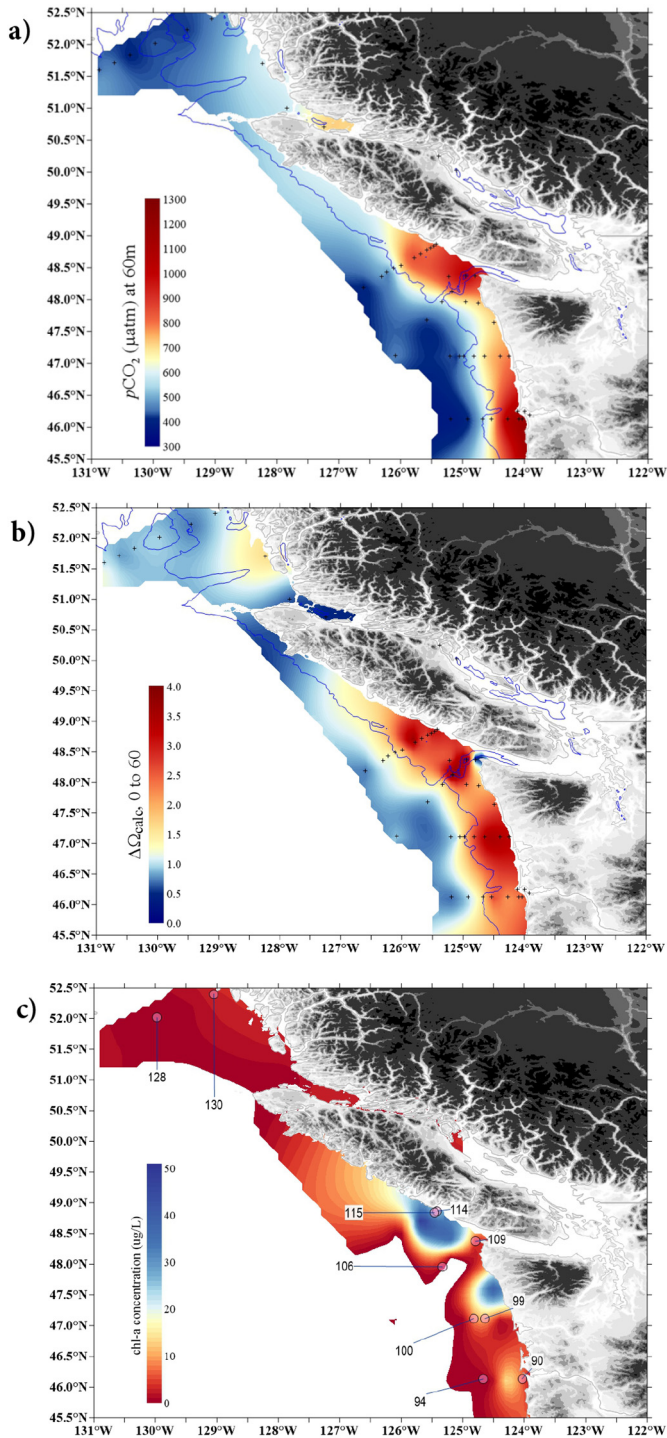 a)
52.5°N
52.0°N
51.5°N
51.0°N
50.5°N
50.0°N
49.5°N
49.0°N
48.5°N
48.0°N
47.5°N
47.0°N
46.5°N
46.0°N
45.5°N
pCO2 (µatm) at 60m
1300
1200
1100
1000
900
800
700
600
500
400
300
131°W 130°W 129°W 128°W 127°W 126°W 125°W 124°W 123°W 122°W
b)
52.5°N
52.0°N
51.5°N
51.0°N
50.5°N
50.0°N
49.5°N
49.0°N
48.5°N
48.0°N
47.5°N
47.0°N
46.5°N
46.0°N
45.5°N
ΔΩcalc, 0 to 60
4.0
3.5
3.0
2.5
2.0
1.5
1.0
0.5
0.0
131°W 130°W 129°W 128°W 127°W 126°W 125°W 124°W 123°W 122°W
c)
52.5°N
52.0°N
51.5°N
51.0°N
50.5°N
50.0°N
49.5°N
49.0°N
48.5°N
48.0°N
47.5°N
47.0°N
46.5°N
46.0°N
45.5°N
chl-a concentration (ug/L)
50
40
30
20
10
0
128
130
115
114
109
106
99
100
90
94
131°W 130°W 129°W 128°W 127°W 126°W 125°W 124°W 123°W 122°W